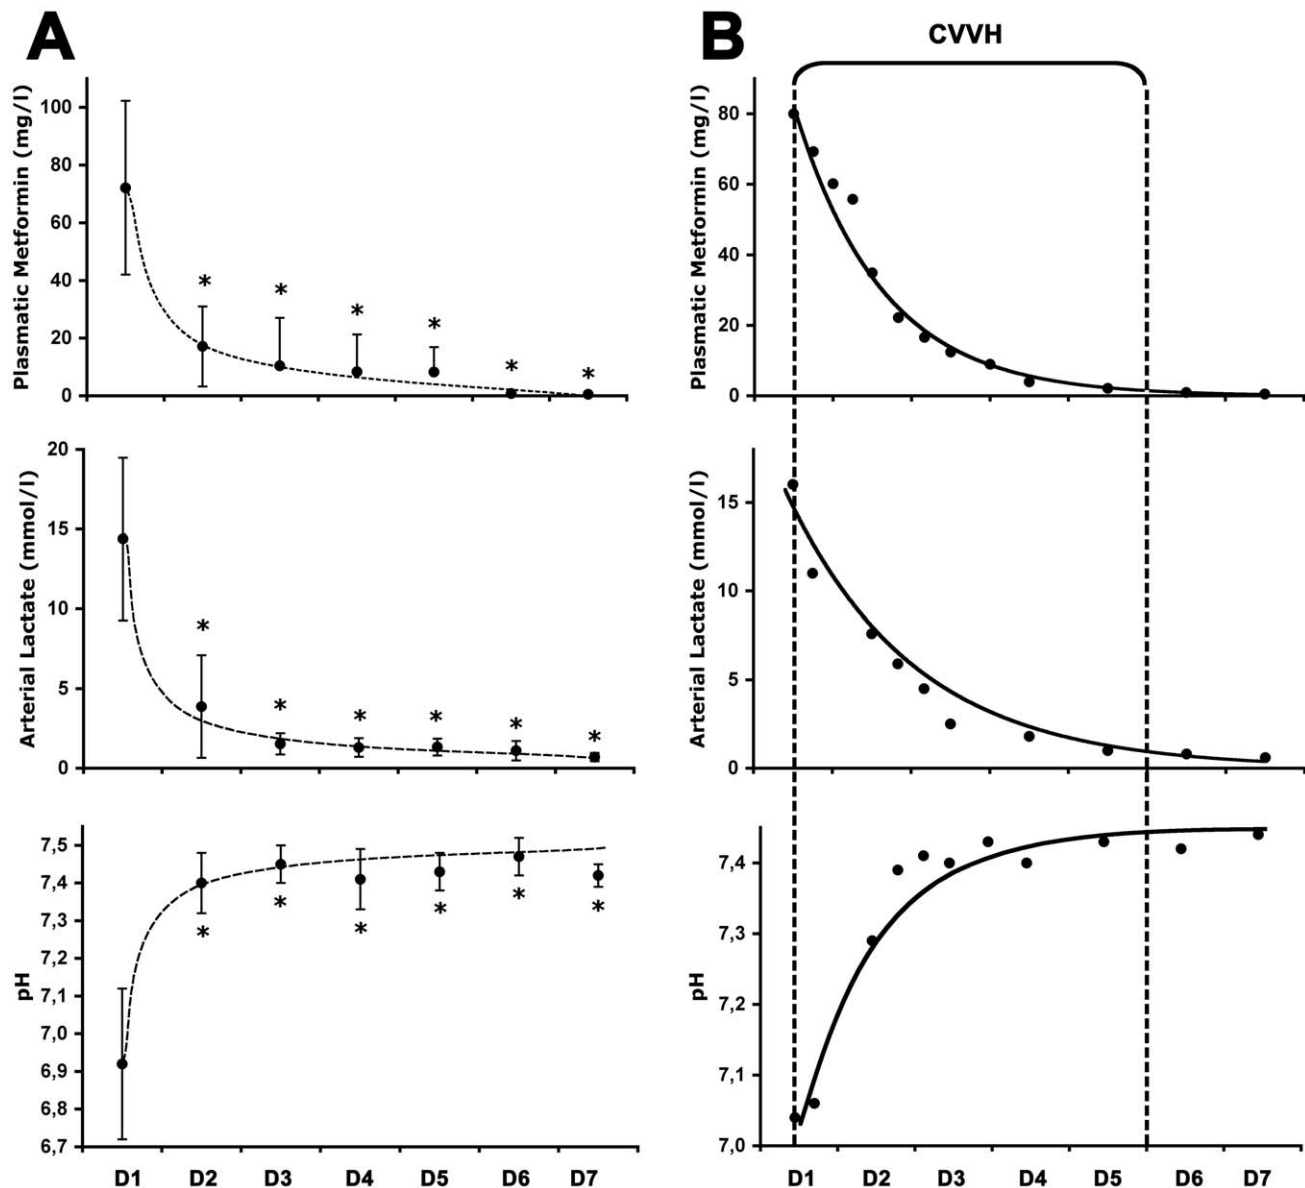 A
Plasmatic Metformin (mg/l)
100
80
60
40
20
0
* * * * * *
Arterial Lactate (mmol/l)
20
15
10
5
0
* * * * * *
pH
7,5
7,4
7,3
7,2
7,1
7,0
6,9
6,8
6,7
* * * * * *
D1 D2 D3 D4 D5 D6 D7
B
CVVH
Plasmatic Metformin (mg/l)
80
60
40
20
0
Arterial Lactate (mmol/l)
15
10
5
0
pH
7,4
7,3
7,2
7,1
7,0
D1 D2 D3 D4 D5 D6 D7